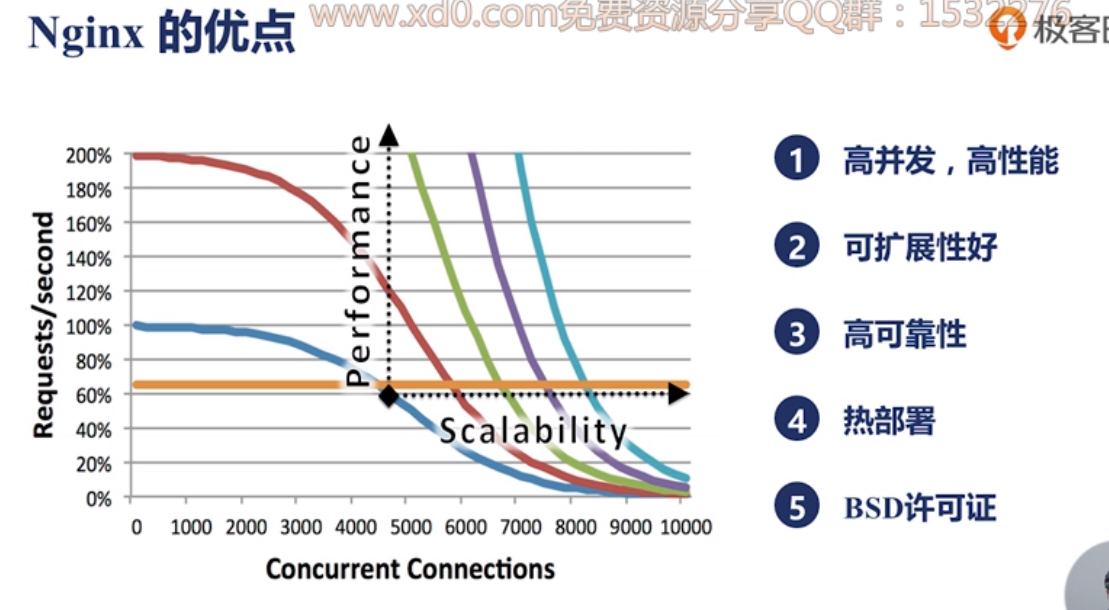 Nginx 的优点
www.xd0.com免费资源分享QQ群：153
极客
200%
180%
160%
140%
120%
100%
80%
60%
40%
20%
0%
Requests/second
Performance
Scalability
0 1000 2000 3000 4000 5000 6000 7000 8000 9000 10000
Concurrent Connections
1 高并发，高性能
2 可扩展性好
3 高可靠性
4 热部署
5 BSD许可证